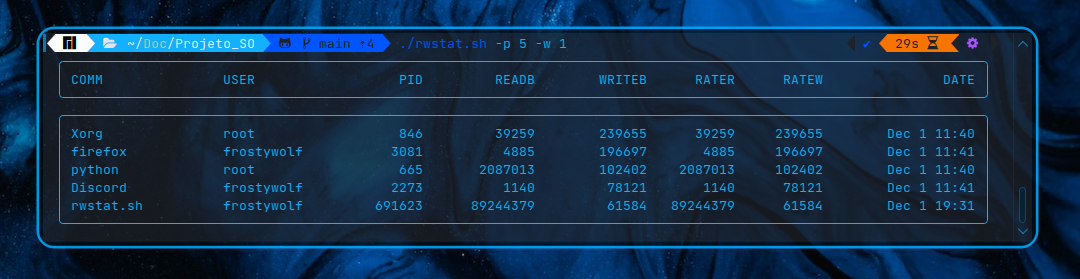 ~/Doc/Projeto_SO main ↑4 ./rwstat.sh -p 5 -w 1 ✔ 29s
COMM USER PID READB WRITEB RATER RATEW DATE
Xorg root 846 39259 239655 39259 239655 Dec 1 11:40
firefox frostywolf 3081 4885 196697 4885 196697 Dec 1 11:41
python root 665 2087013 102402 2087013 102402 Dec 1 11:40
Discord frostywolf 2273 1140 78121 1140 78121 Dec 1 11:41
rwstat.sh frostywolf 691623 89244379 61584 89244379 61584 Dec 1 19:31